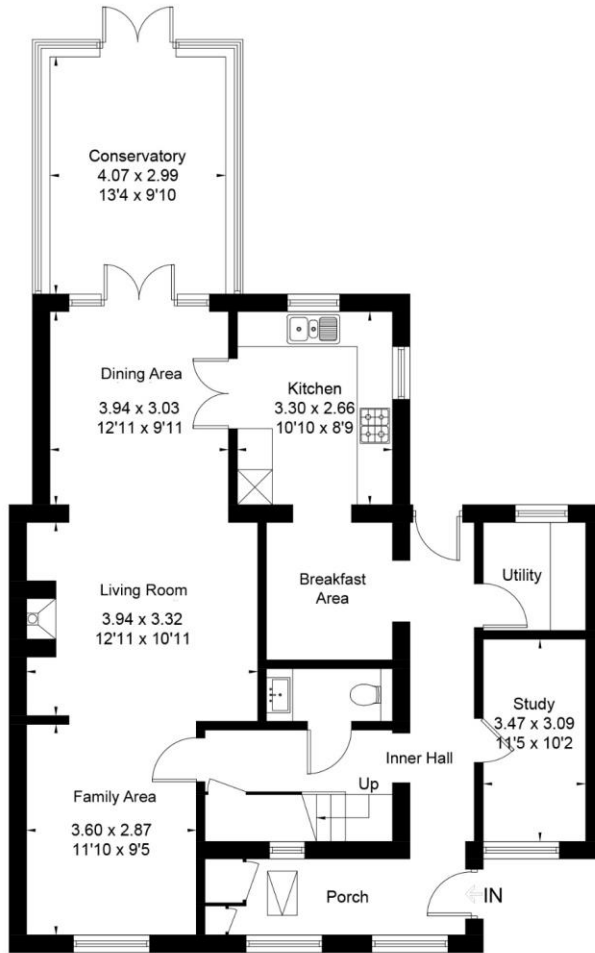 Conservatory
4.07 x 2.99
13'4 x 9'10
Dining Area
3.94 x 3.03
12'11 x 9'11
Kitchen
3.30 x 2.66
10'10 x 8'9
Living Room
3.94 x 3.32
12'11 x 10'11
Breakfast
Area
Utility
Study
3.47 x 3.09
11'5 x 10'2
Inner Hall
Up
Family Area
3.60 x 2.87
11'10 x 9'5
Porch
IN